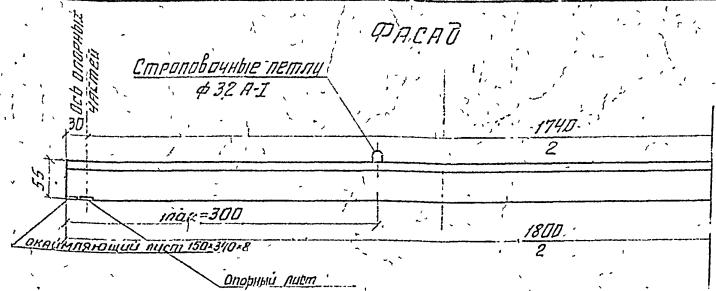 ФАСАД
Ось опорных
частей
Строповочные петли
ф 32 А-I
30
1740
2
55
max=300
окаймляющий лист 150×340×8
1800
2
Опорный лист